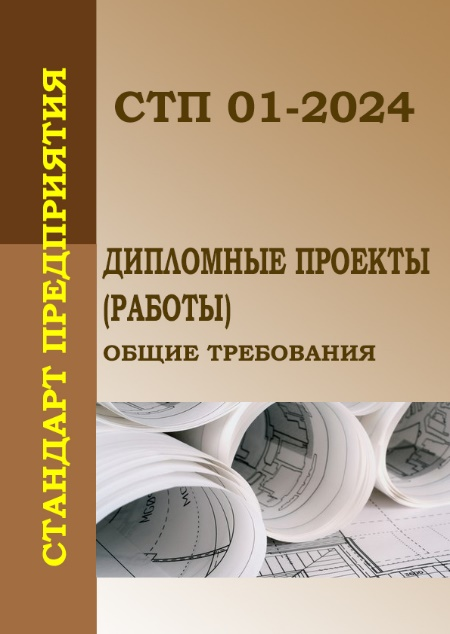 СТАНДАРТ ПРЕДПРИЯТИЯ
СТП 01-2024
ДИПЛОМНЫЕ ПРОЕКТЫ
(РАБОТЫ)
ОБЩИЕ ТРЕБОВАНИЯ